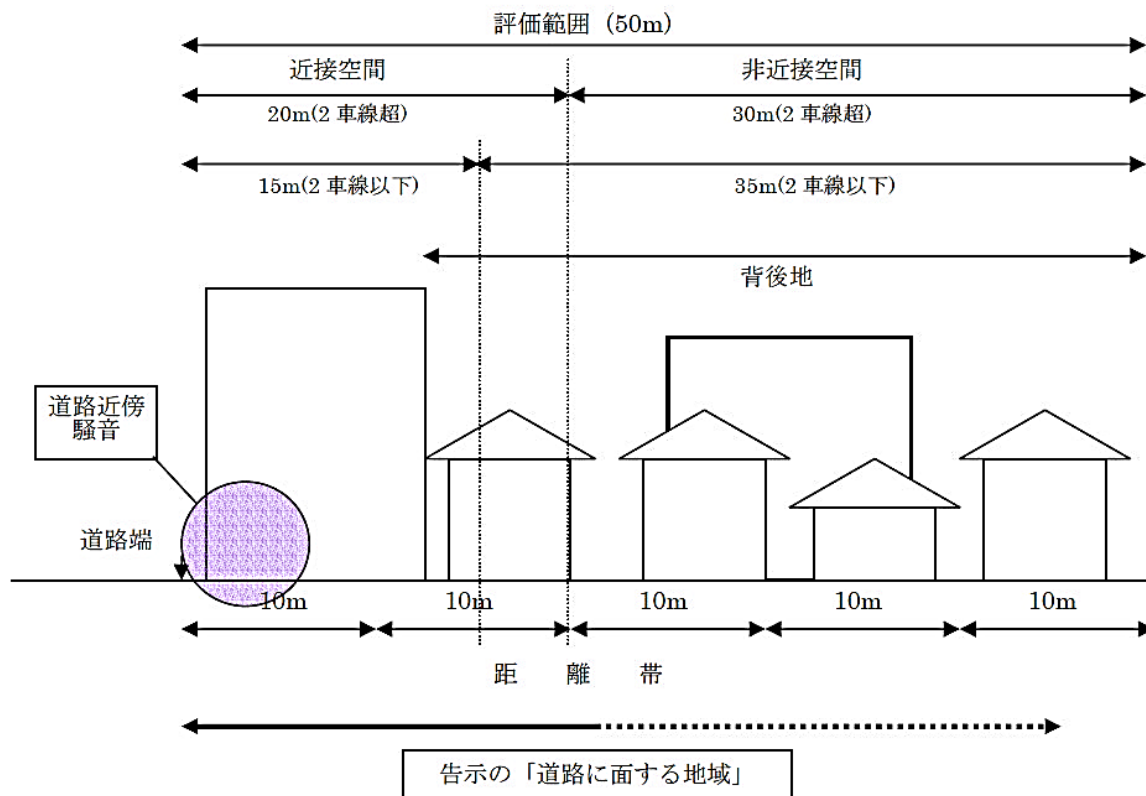 評価範囲 (50m)
近接空間
非近接空間
20m(2 車線超)
30m(2 車線超)
15m(2 車線以下)
35m(2 車線以下)
背後地
道路近傍
騒音
道路端
10m
10m
10m
10m
10m
距 離 帯
告示の「道路に面する地域」